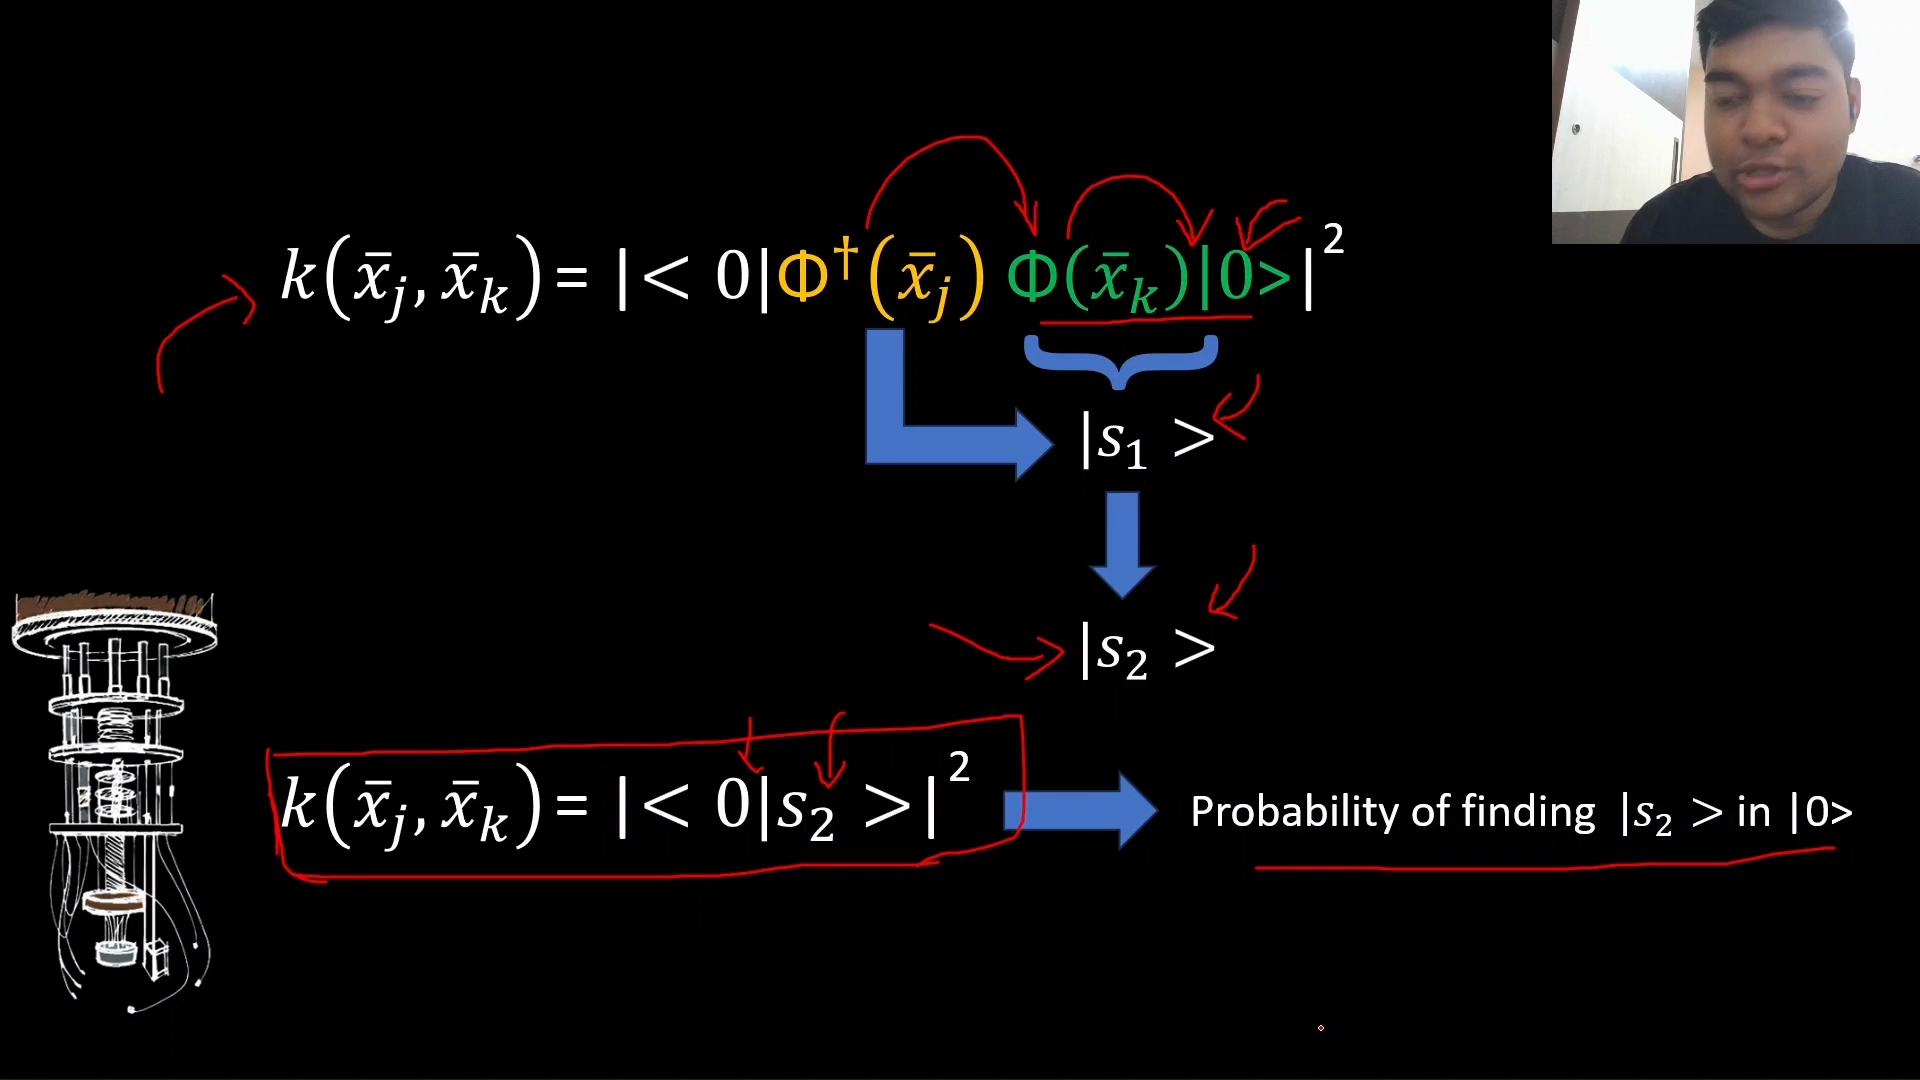 k(x̄ⱼ, x̄ₖ) = |< 0|Φ†(x̄ⱼ) Φ(x̄ₖ)|0>|²
|s₁ >
|s₂ >
k(x̄ⱼ, x̄ₖ) = |< 0|s₂ >|²
Probability of finding |s₂ > in |0>